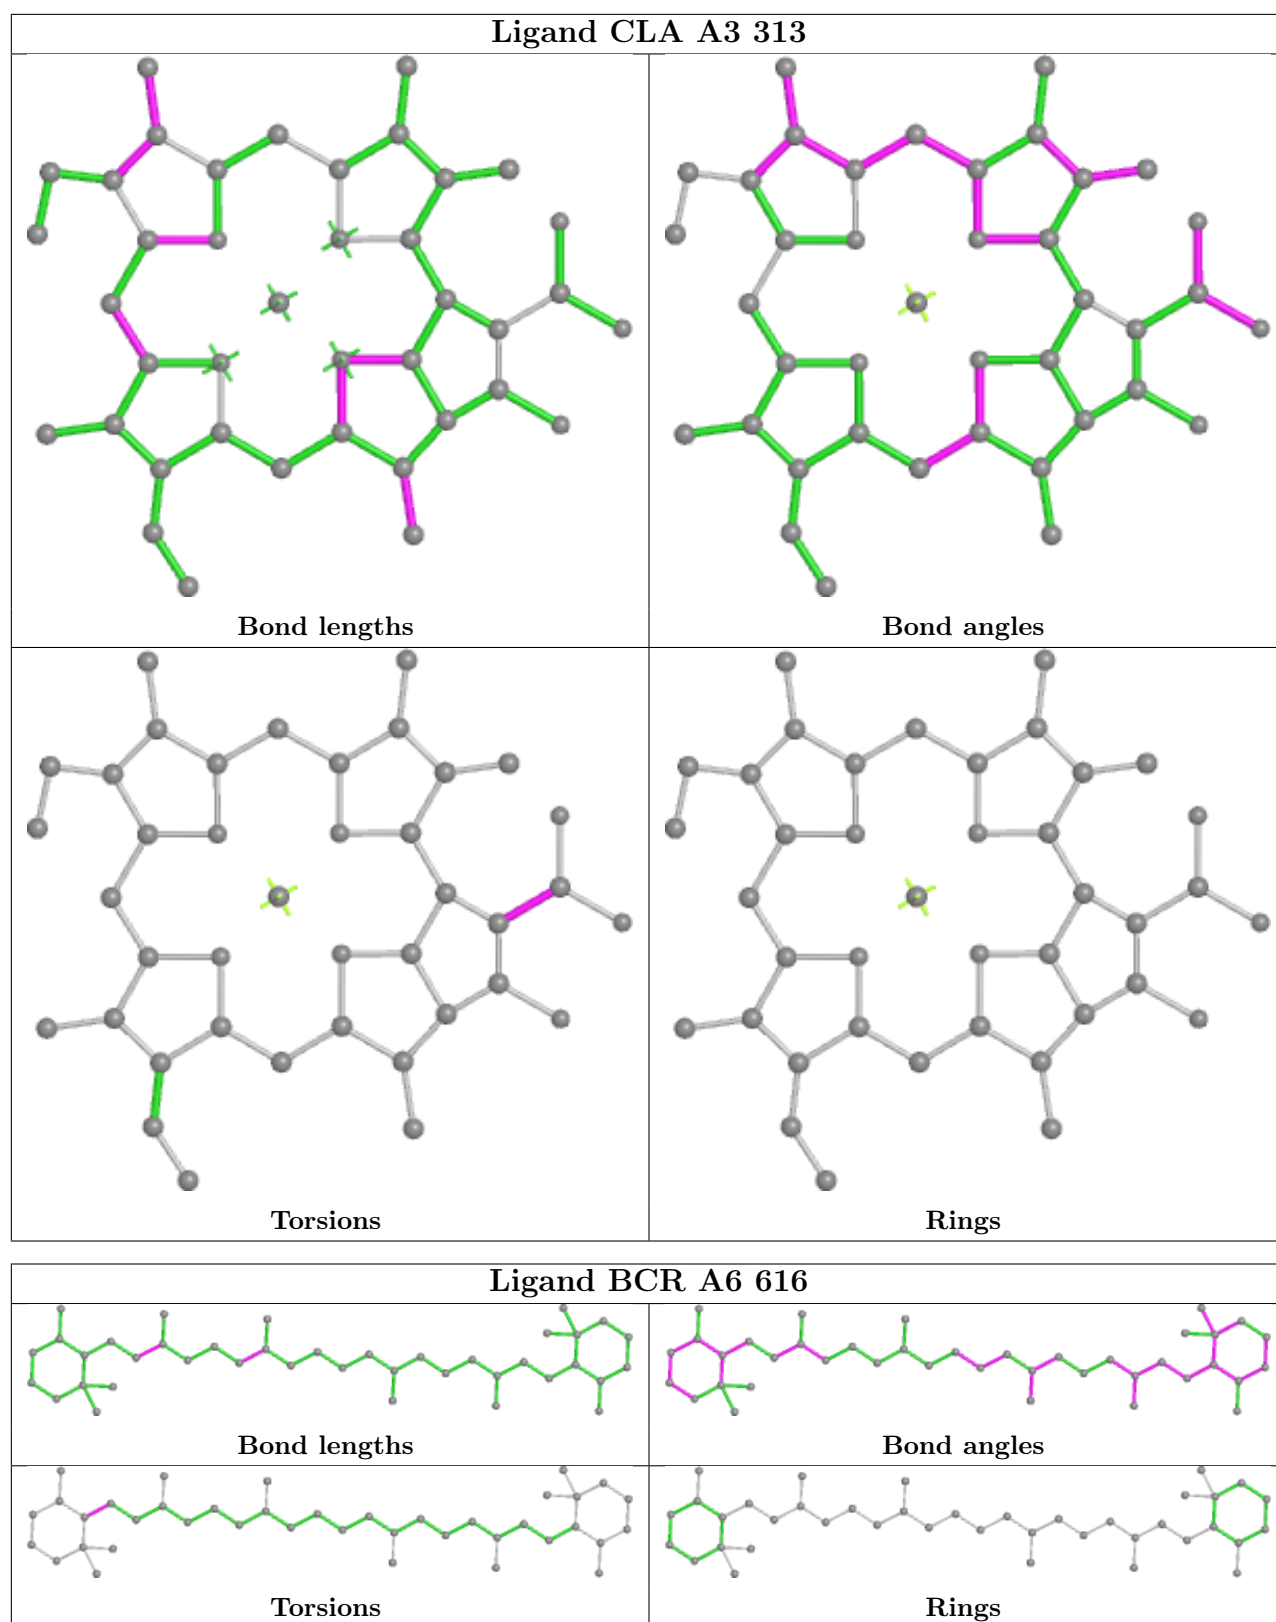 Ligand CLA A3 313
Bond lengths
Bond angles
Torsions
Rings
Ligand BCR A6 616
Bond lengths
Bond angles
Torsions
Rings